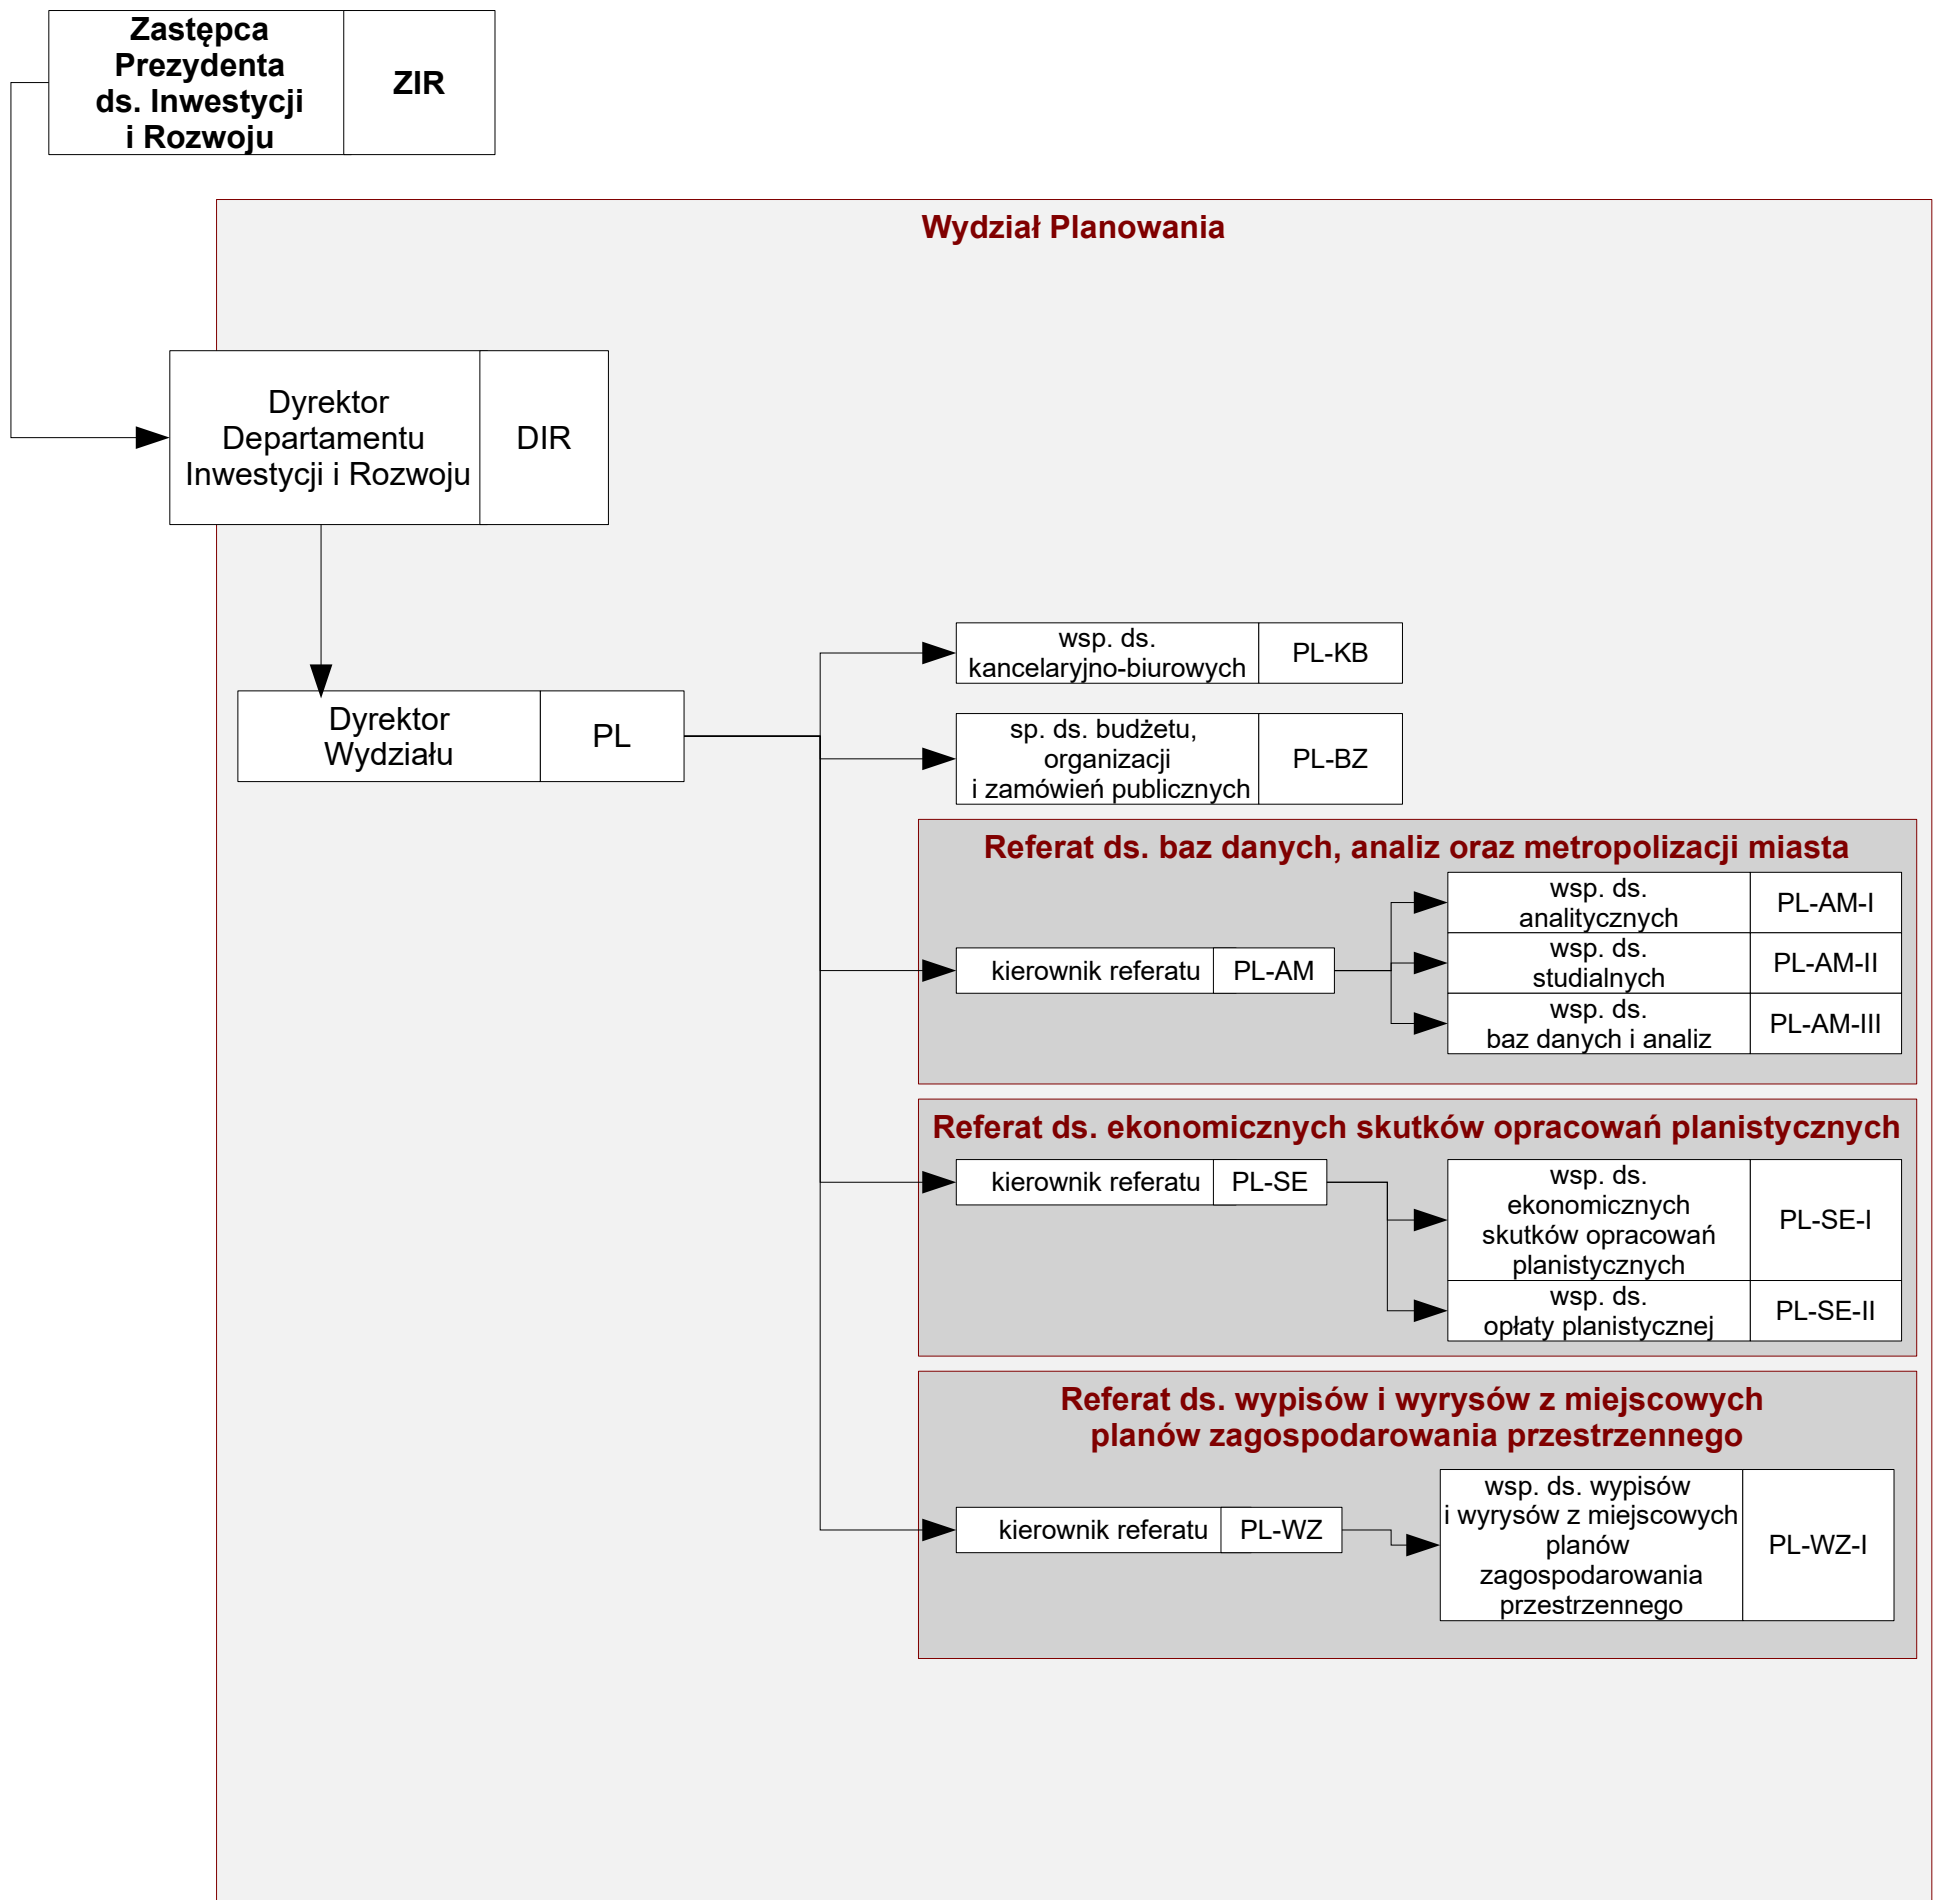 Zastępca
Prezydenta
ds. Inwestycji
i Rozwoju
ZIR
Wydział Planowania
Dyrektor
Departamentu
Inwestycji i Rozwoju
DIR
Dyrektor
Wydziału
PL
wsp. ds.
kancelaryjno-biurowych
PL-KB
sp. ds. budżetu,
organizacji
i zamówień publicznych
PL-BZ
Referat ds. baz danych, analiz oraz metropolizacji miasta
kierownik referatu
PL-AM
wsp. ds.
analitycznych
PL-AM-I
wsp. ds.
studialnych
PL-AM-II
wsp. ds.
baz danych i analiz
PL-AM-III
Referat ds. ekonomicznych skutków opracowań planistycznych
kierownik referatu
PL-SE
wsp. ds.
ekonomicznych
skutków opracowań
planistycznych
PL-SE-I
wsp. ds.
opłaty planistycznej
PL-SE-II
Referat ds. wypisów i wyrysów z miejscowych
planów zagospodarowania przestrzennego
kierownik referatu
PL-WZ
wsp. ds. wypisów
i wyrysów z miejscowych
planów
zagospodarowania
przestrzennego
PL-WZ-I